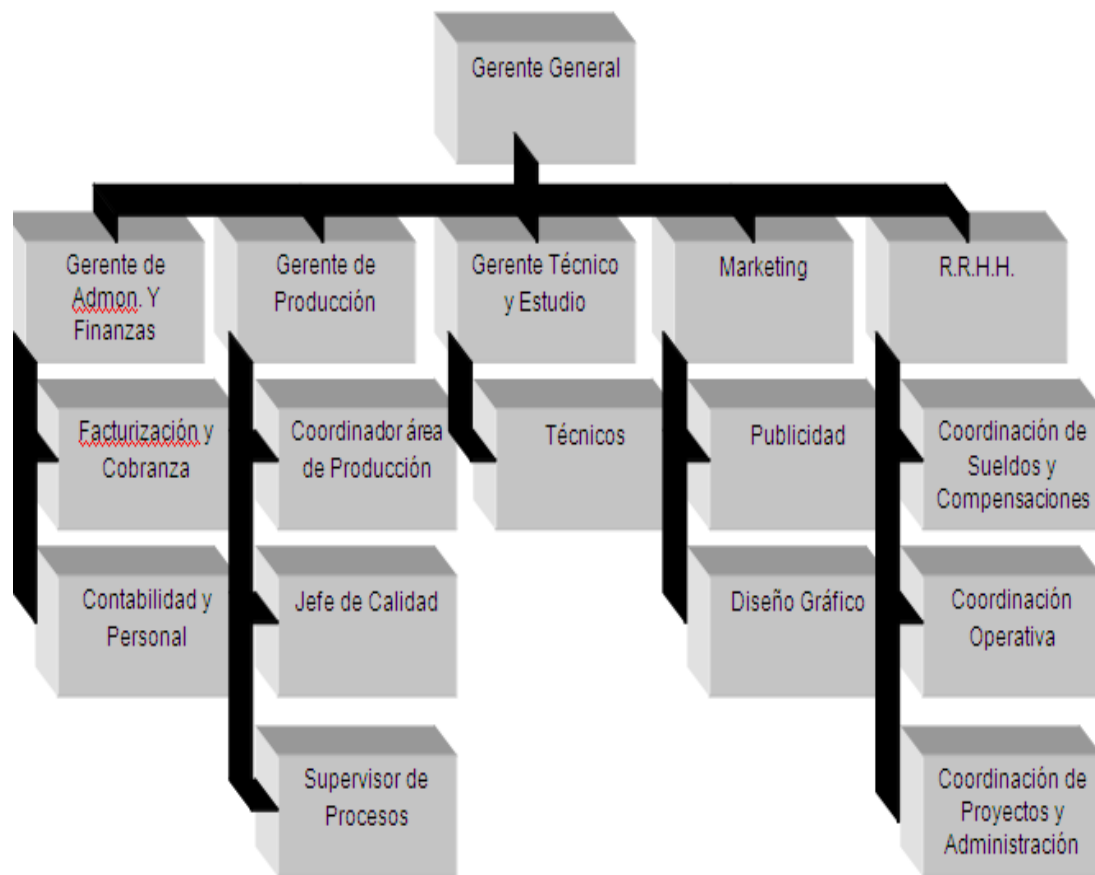 Gerente General
Gerente de
Admon. Y
Finanzas
Gerente de
Producción
Gerente Técnico
y Estudio
Marketing
R.R.H.H.
Facturización y
Cobranza
Coordinador área
de Producción
Técnicos
Publicidad
Coordinación de
Sueldos y
Compensaciones
Contabilidad y
Personal
Jefe de Calidad
Diseño Gráfico
Coordinación
Operativa
Supervisor de
Procesos
Coordinación de
Proyectos y
Administración